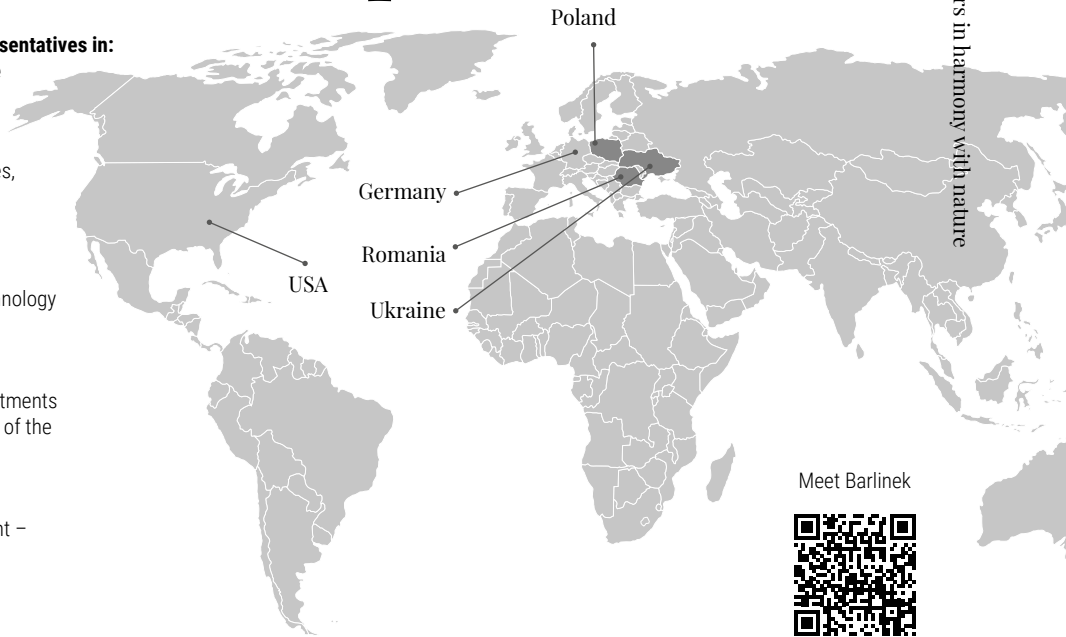 sentatives in:
es,
nology
tments
of the
nt –
Poland
Germany
Romania
Ukraine
USA
rs in harmony with nature
Meet Barlinek